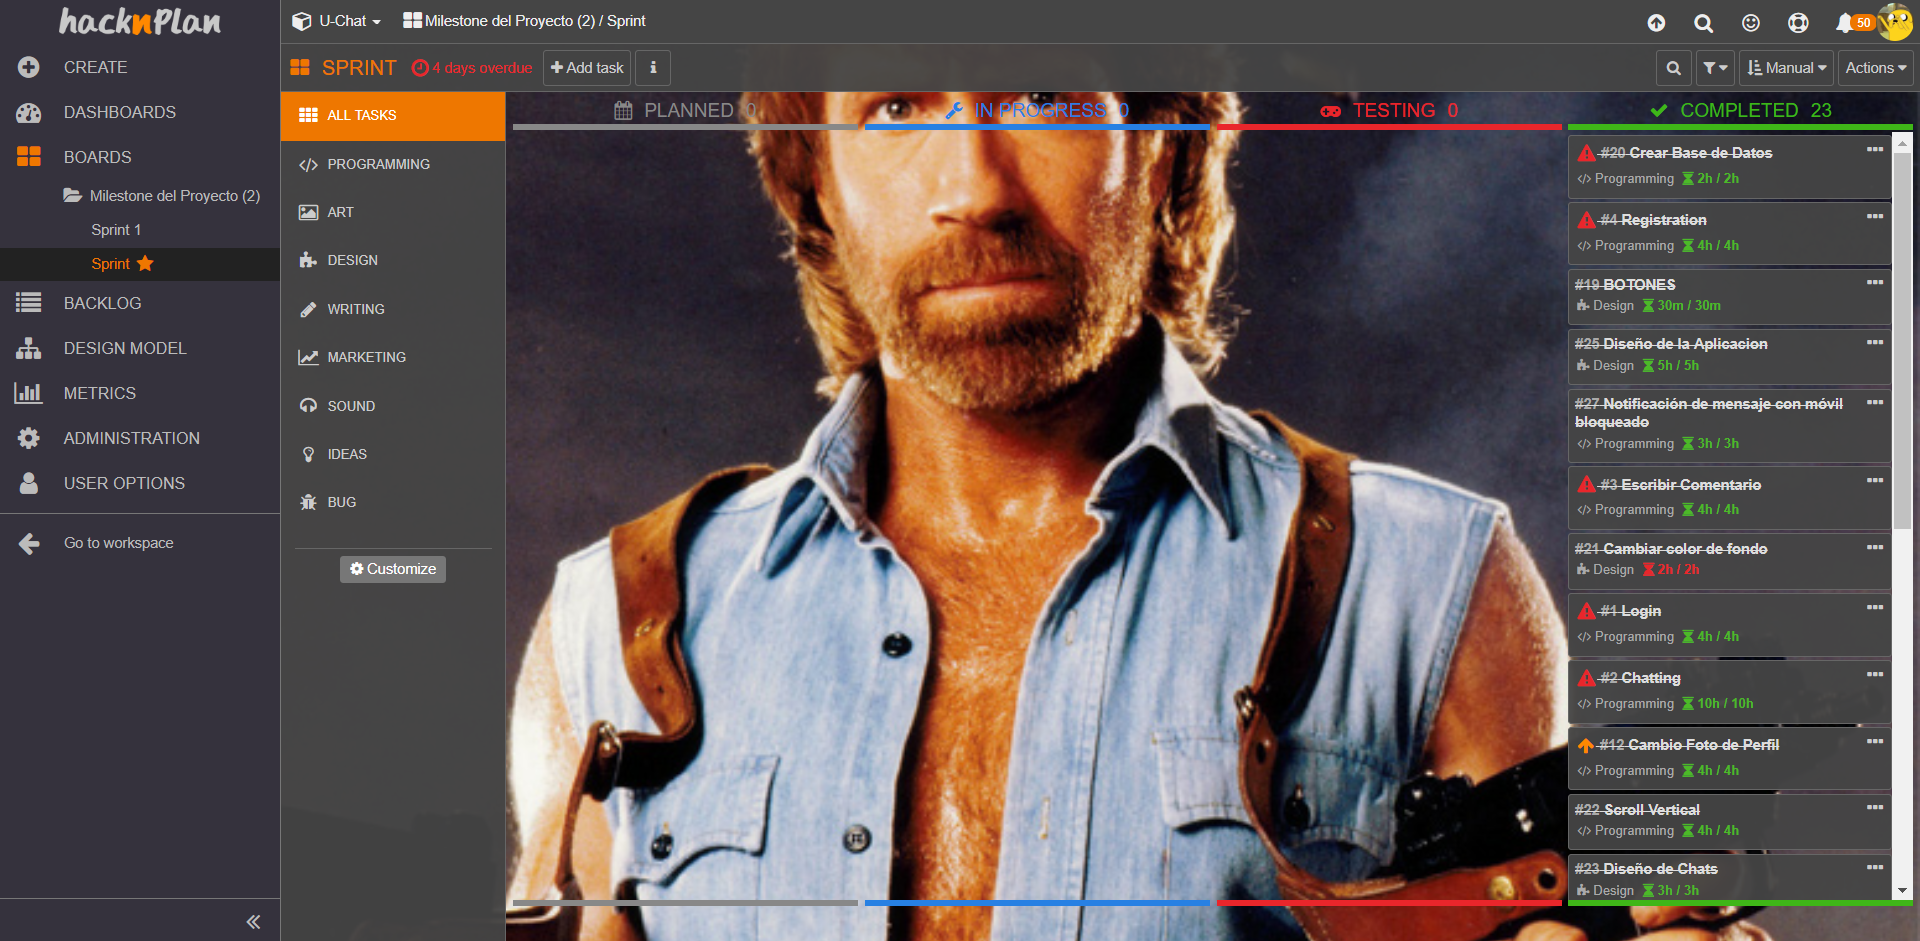 hacknPlan
U-Chat
Milestone del Proyecto (2) / Sprint
50
CREATE
DASHBOARDS
BOARDS
Milestone del Proyecto (2)
Sprint 1
Sprint
BACKLOG
DESIGN MODEL
METRICS
ADMINISTRATION
USER OPTIONS
Go to workspace
SPRINT
4 days overdue
Add task
Manual
Actions
ALL TASKS
PROGRAMMING
ART
DESIGN
WRITING
MARKETING
SOUND
IDEAS
BUG
Customize
PLANNED 0
IN PROGRESS 0
TESTING 0
COMPLETED 23
#20 Crear Base de Datos
Programming 2h / 2h
#4 Registration
Programming 4h / 4h
#19 BOTONES
Design 30m / 30m
#25 Diseño de la Aplicacion
Design 5h / 5h
#27 Notificación de mensaje con móvil
bloqueado
Programming 3h / 3h
#3 Escribir Comentario
Programming 4h / 4h
#21 Cambiar color de fondo
Design 2h / 2h
#1 Login
Programming 4h / 4h
#2 Chatting
Programming 10h / 10h
#12 Cambio Foto de Perfil
Programming 4h / 4h
#22 Scroll Vertical
Programming 4h / 4h
#23 Diseño de Chats
Design 3h / 3h